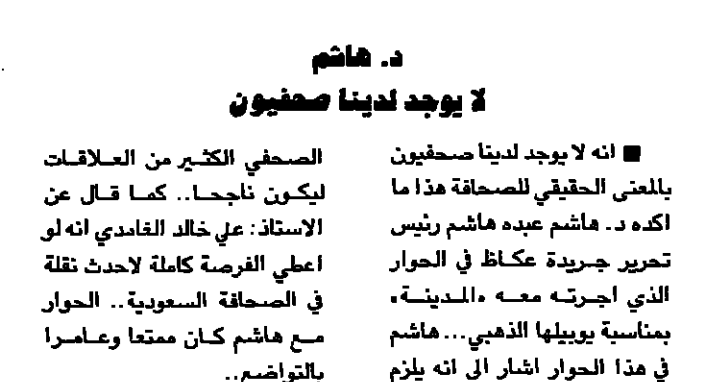 د. هاشم
لا يوجد لدينا صحفيون
■ انه لا يوجد لدينا صحفيون
بالمعنى الحقيقي للصحافة هذا ما
اكده د. هاشم عبده هاشم رئيس
تحرير جريدة عكاظ في الحوار
الذي اجرته معه «المدينة»
بمناسبة يوبيلها الذهبي... هاشم
في هذا الحوار اشار الى انه يلزم
الصحفي الكثير من العلاقات
ليكون ناجحا.. كما قال عن
الاستاذ: علي خالد الغامدي انه لو
اعطي الفرصة كاملة لاحدث نقلة
في الصحافة السعودية.. الحوار
مع هاشم كان ممتعا وعامرا
بالتواضع..